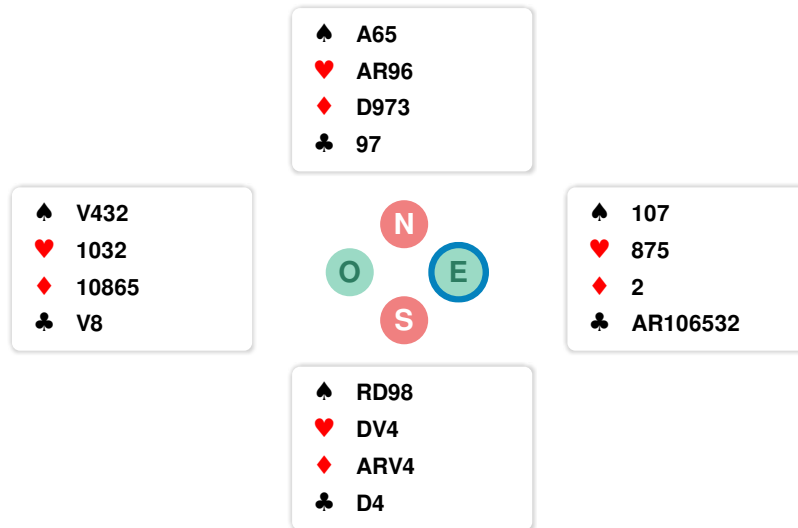 ♠ A65
♥ AR96
♦ D973
♣ 97
♠ V432
♥ 1032
♦ 10865
♣ V8
N
O E
S
♠ 107
♥ 875
♦ 2
♣ AR106532
♠ RD98
♥ DV4
♦ ARV4
♣ D4